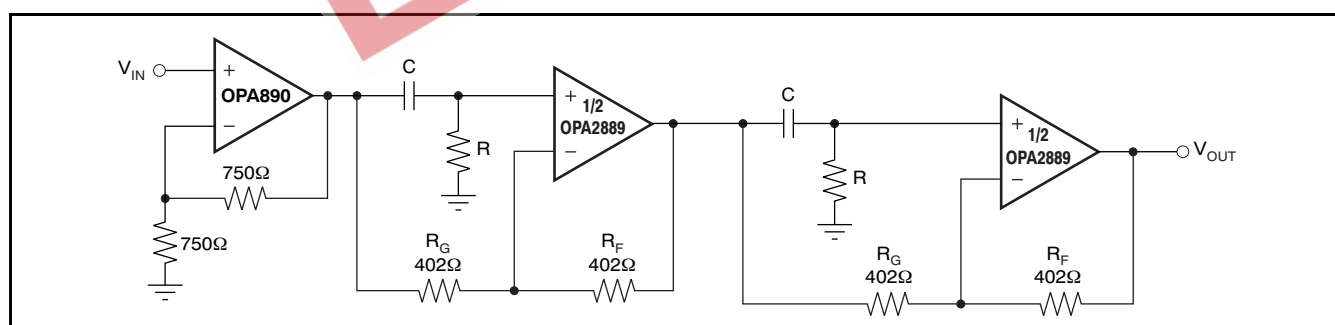 V_IN
+
OPA890
−
750Ω
750Ω
C
R
+
1/2
OPA2889
−
R_G
402Ω
R_F
402Ω
C
R
+
1/2
OPA2889
−
V_OUT
R_G
402Ω
R_F
402Ω